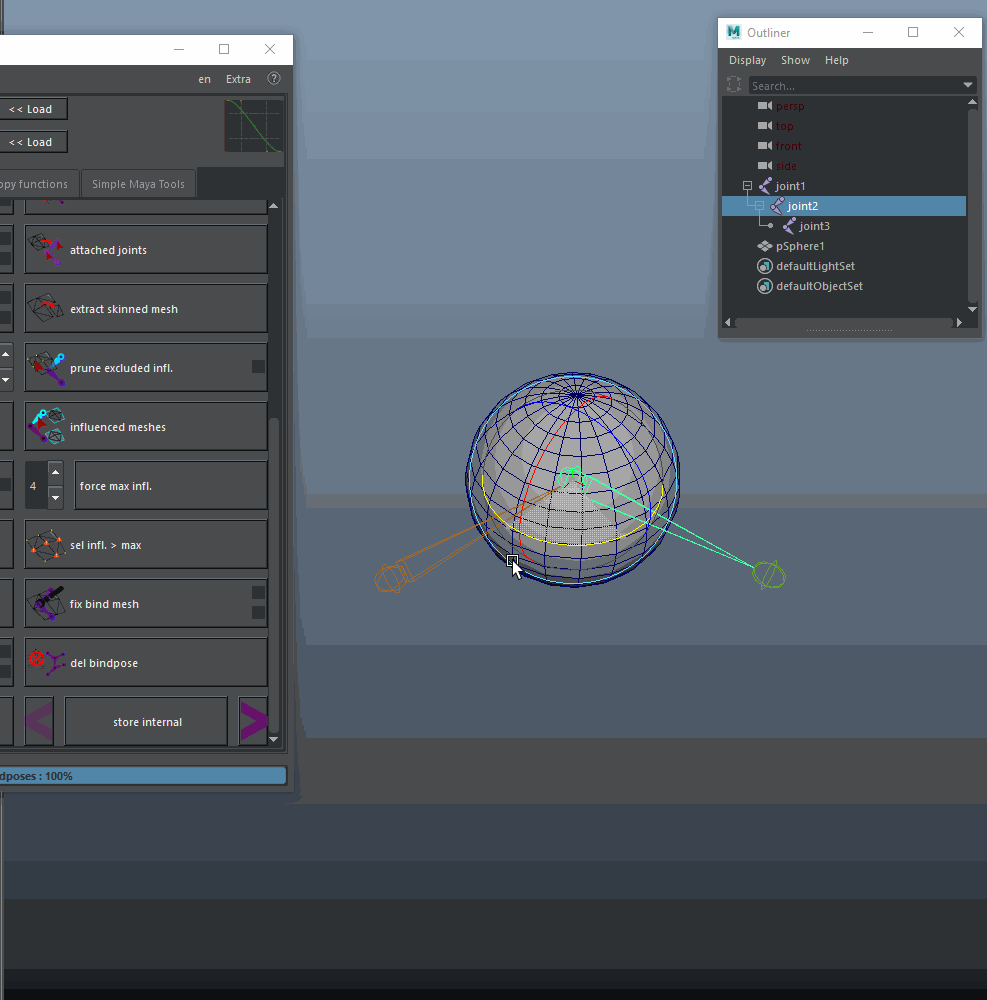 en Extra ?
<< Load
<< Load
opy functions
Simple Maya Tools
attached joints
extract skinned mesh
prune excluded infl.
influenced meshes
4
force max infl.
sel infl. > max
fix bind mesh
del bindpose
store internal
dposes : 100%
M Outliner
Display Show Help
Search...
persp
top
front
side
joint1
joint2
joint3
pSphere1
defaultLightSet
defaultObjectSet